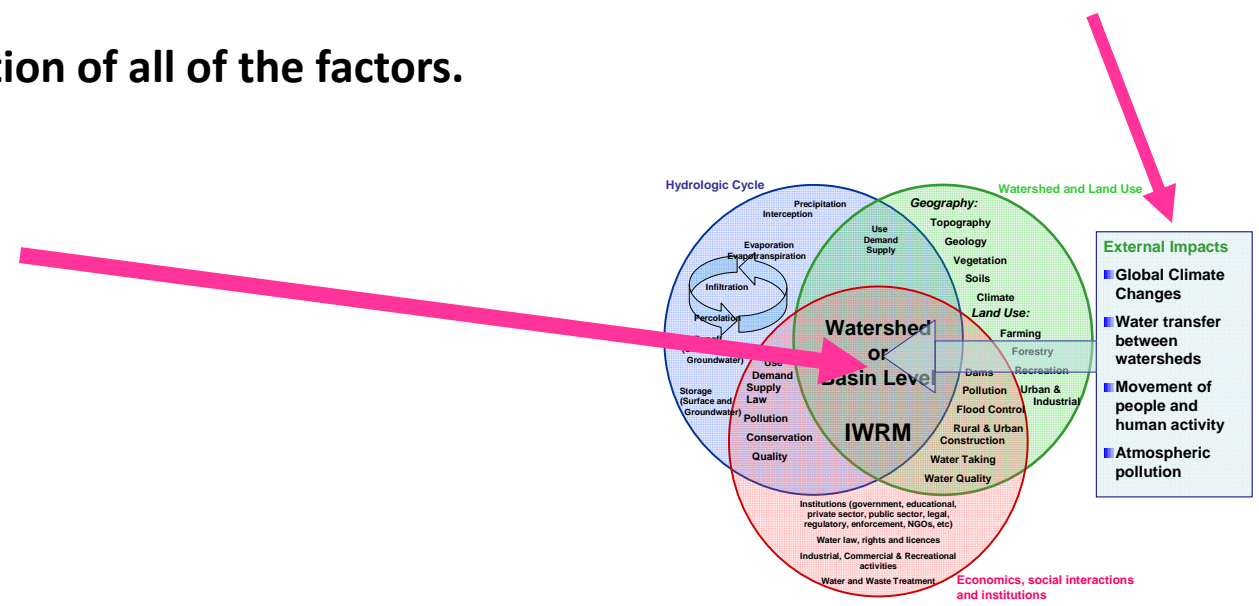 tion of all of the factors.
Hydrologic Cycle
Precipitation
Interception
Evaporation
Evapotranspiration
Infiltration
Percolation
Groundwater)
Storage
(Surface and
Groundwater)
Use
Demand
Supply
Watershed and Land Use
Geography:
Topography
Geology
Vegetation
Soils
Climate
Land Use:
Farming
Forestry
Recreation
Urban &
Industrial
Watershed
or
Basin Level
IWRM
Use
Demand
Supply
Law
Pollution
Conservation
Quality
Dams
Pollution
Flood Control
Rural & Urban
Construction
Water Taking
Water Quality
Institutions (government, educational,
private sector, public sector, legal,
regulatory, enforcement, NGOs, etc)
Water law, rights and licences
Industrial, Commercial & Recreational
activities
Water and Waste Treatment
Economics, social interactions
and institutions
External Impacts
Global Climate
Changes
Water transfer
between
watersheds
Movement of
people and
human activity
Atmospheric
pollution